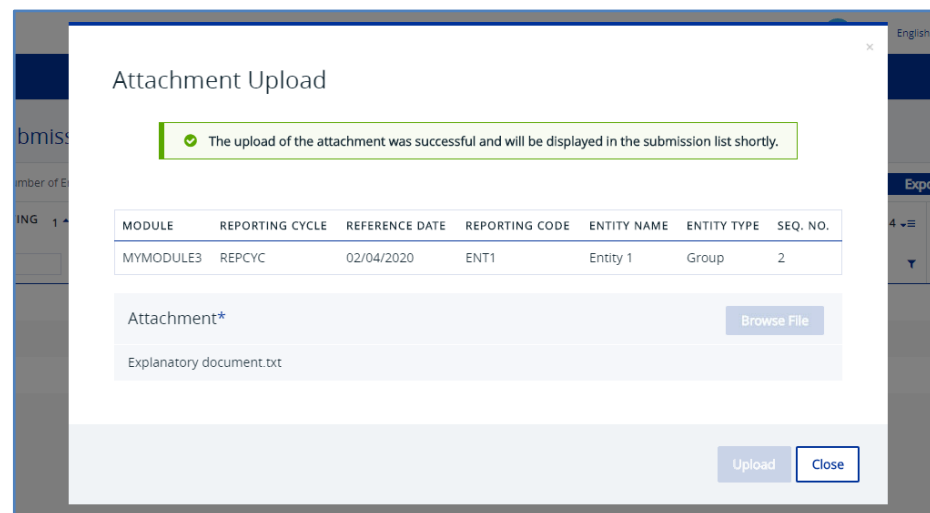 English
×
Attachment Upload
bmiss
The upload of the attachment was successful and will be displayed in the submission list shortly.
mber of E
Expo
ING 1
4
MODULE REPORTING CYCLE REFERENCE DATE REPORTING CODE ENTITY NAME ENTITY TYPE SEQ. NO.
MYMODULE3 REPCYC 02/04/2020 ENT1 Entity 1 Group 2
Attachment*
Browse File
Explanatory document.txt
Upload Close